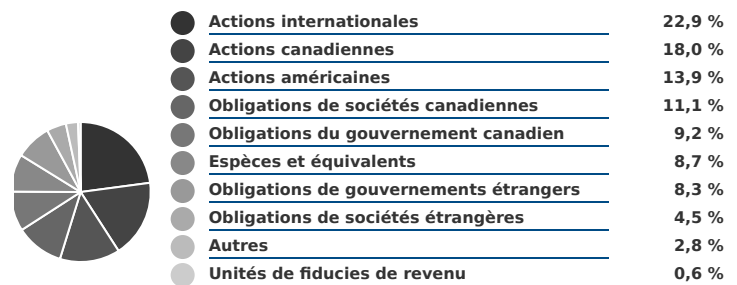 Actions internationales 22,9 %
Actions canadiennes 18,0 %
Actions américaines 13,9 %
Obligations de sociétés canadiennes 11,1 %
Obligations du gouvernement canadien 9,2 %
Espèces et équivalents 8,7 %
Obligations de gouvernements étrangers 8,3 %
Obligations de sociétés étrangères 4,5 %
Autres 2,8 %
Unités de fiducies de revenu 0,6 %